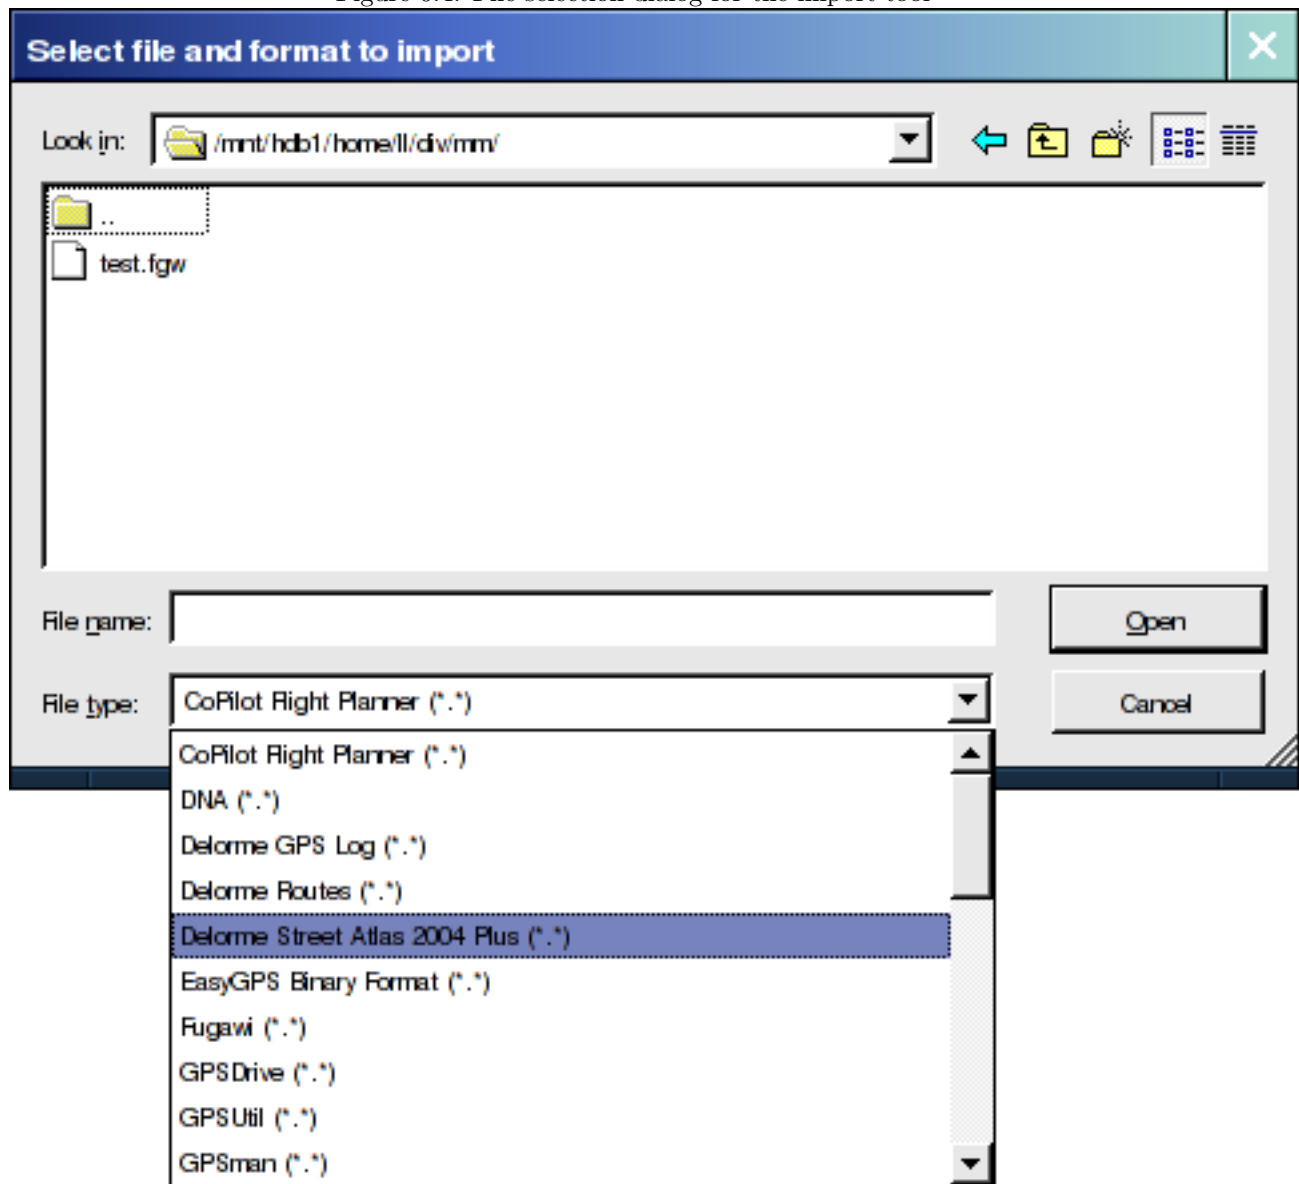 Select file and format to import
Look in: /mnt/hdb1/home/ll/div/mm/
..
test.fgw
File name:
Open
File type: CoPilot Flight Planner (*.*)
Cancel
CoPilot Flight Planner (*.*)
DNA (*.*)
Delorme GPS Log (*.*)
Delorme Routes (*.*)
Delorme Street Atlas 2004 Plus (*.*)
EasyGPS Binary Format (*.*)
Fugawi (*.*)
GPSDrive (*.*)
GPSUtil (*.*)
GPSman (*.*)